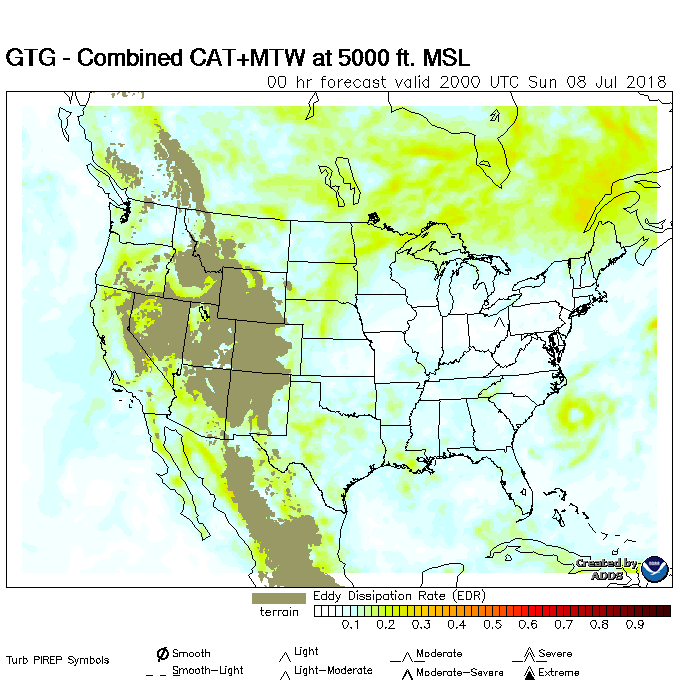 GTG - Combined CAT+MTW at 5000 ft. MSL
00 hr forecast valid 2000 UTC Sun 08 Jul 2018
Created by
ADDS
Eddy Dissipation Rate (EDR)
terrain
0.1 0.2 0.3 0.4 0.5 0.6 0.7 0.8 0.9
Turb PIREP Symbols
Smooth Light Moderate Severe
Smooth-Light Light-Moderate Moderate-Severe Extreme